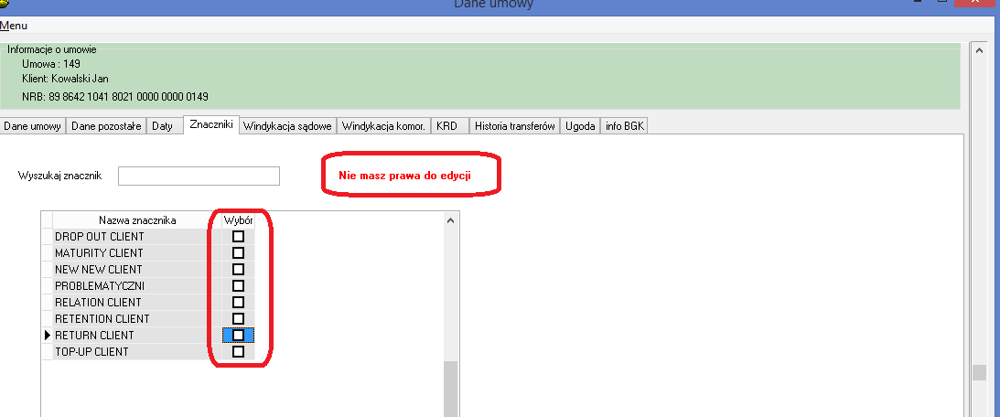 Dane umowy
Menu
Informacje o umowie
Umowa : 149
Klient: Kowalski Jan
NRB: 89 8642 1041 8021 0000 0000 0149
Dane umowy Dane pozostałe Daty Znaczniki Windykacja sądowe Windykacja komor. KRD Historia transferów Ugoda info BGK
Wyszukaj znacznik Nie masz prawa do edycji
Nazwa znacznika Wybór
DROP OUT CLIENT
MATURITY CLIENT
NEW NEW CLIENT
PROBLEMATYCZNI
RELATION CLIENT
RETENTION CLIENT
RETURN CLIENT
TOP-UP CLIENT